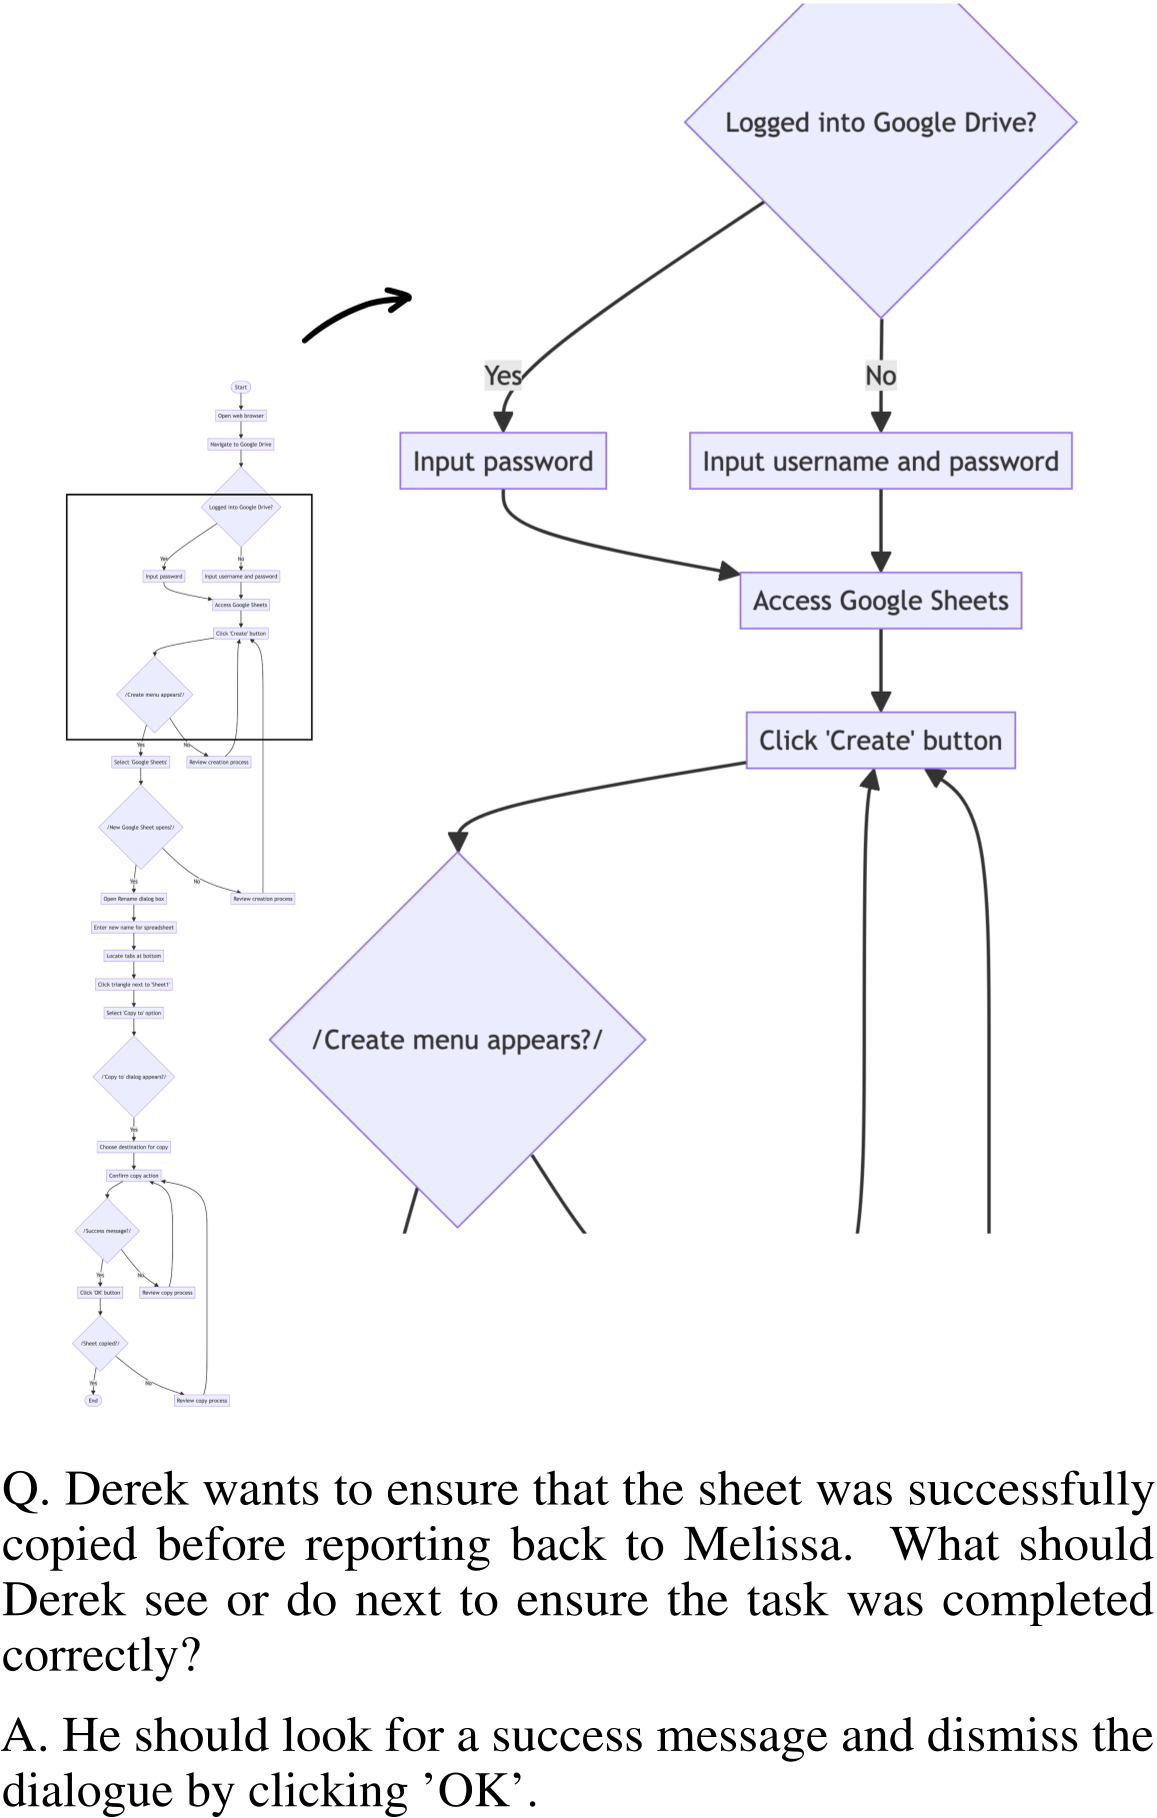 Logged into Google Drive?
Yes
No
Input password
Input username and password
Access Google Sheets
Click 'Create' button
/Create menu appears?/
Start
Open web browser
Navigate to Google Drive
Logged into Google Drive?
Yes
No
Input password
Input username and password
Access Google Sheets
Click 'Create' button
/Create menu appears?/
Yes
No
Select 'Google Sheets'
Review creation process
/New Google Sheet opens?/
Yes
No
Open Rename dialog box
Review creation process
Enter new name for spreadsheet
Locate tabs at bottom
Click triangle next to 'Sheet1'
Select 'Copy to' option
/'Copy to' dialog appears?/
Yes
Choose destination for copy
Confirm copy action
/Success message?/
Yes
No
Click 'OK' button
Review copy process
/Sheet copied?/
Yes
No
End
Review copy process
Q. Derek wants to ensure that the sheet was successfully
copied before reporting back to Melissa. What should
Derek see or do next to ensure the task was completed
correctly?
A. He should look for a success message and dismiss the
dialogue by clicking ’OK’.